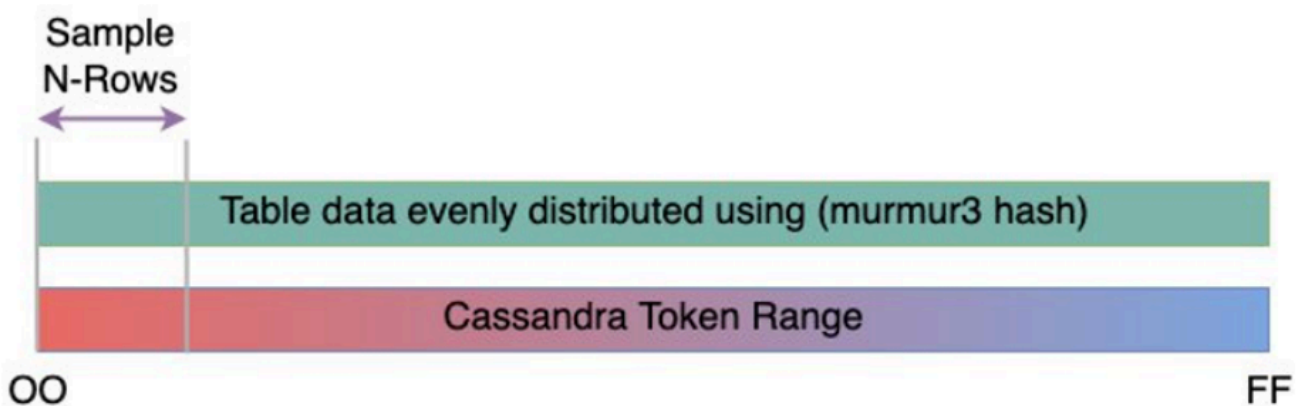 Sample
N-Rows
Table data evenly distributed using (murmur3 hash)
Cassandra Token Range
OO
FF